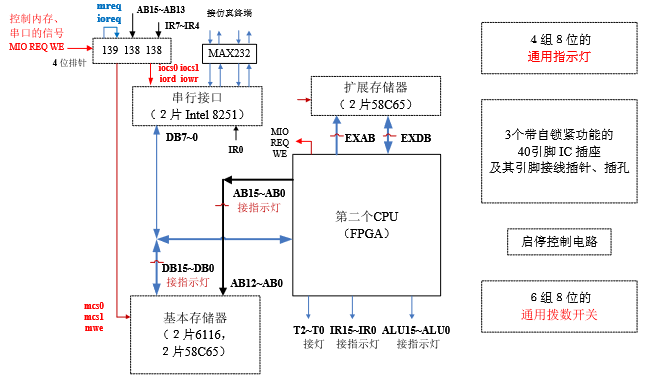 控制内存、
串口的信号
MIO REQ WE
mreq
ioreq
AB15~AB13
IR7~IR4
接仿真终端
139 138 138
4位排针
MAX232
iocs0 iocs1
iord iowr
串行接口
（2片 Intel 8251）
DB7~0
IR0
扩展存储器
（2片58C65）
MIO
REQ
WE
EXAB
EXDB
AB15~AB0
接指示灯
第二个CPU
（FPGA）
DB15~DB0
接指示灯
AB12~AB0
mcs0
mcs1
mwe
基本存储器
（2片6116，
2片58C65）
T2~T0
接灯
IR15~IR0
接指示灯
ALU15~ALU0
接指示灯
4组8位的
通用指示灯
3个带自锁紧功能的
40引脚 IC 插座
及其引脚接线插针、插孔
启停控制电路
6组8位的
通用拨数开关